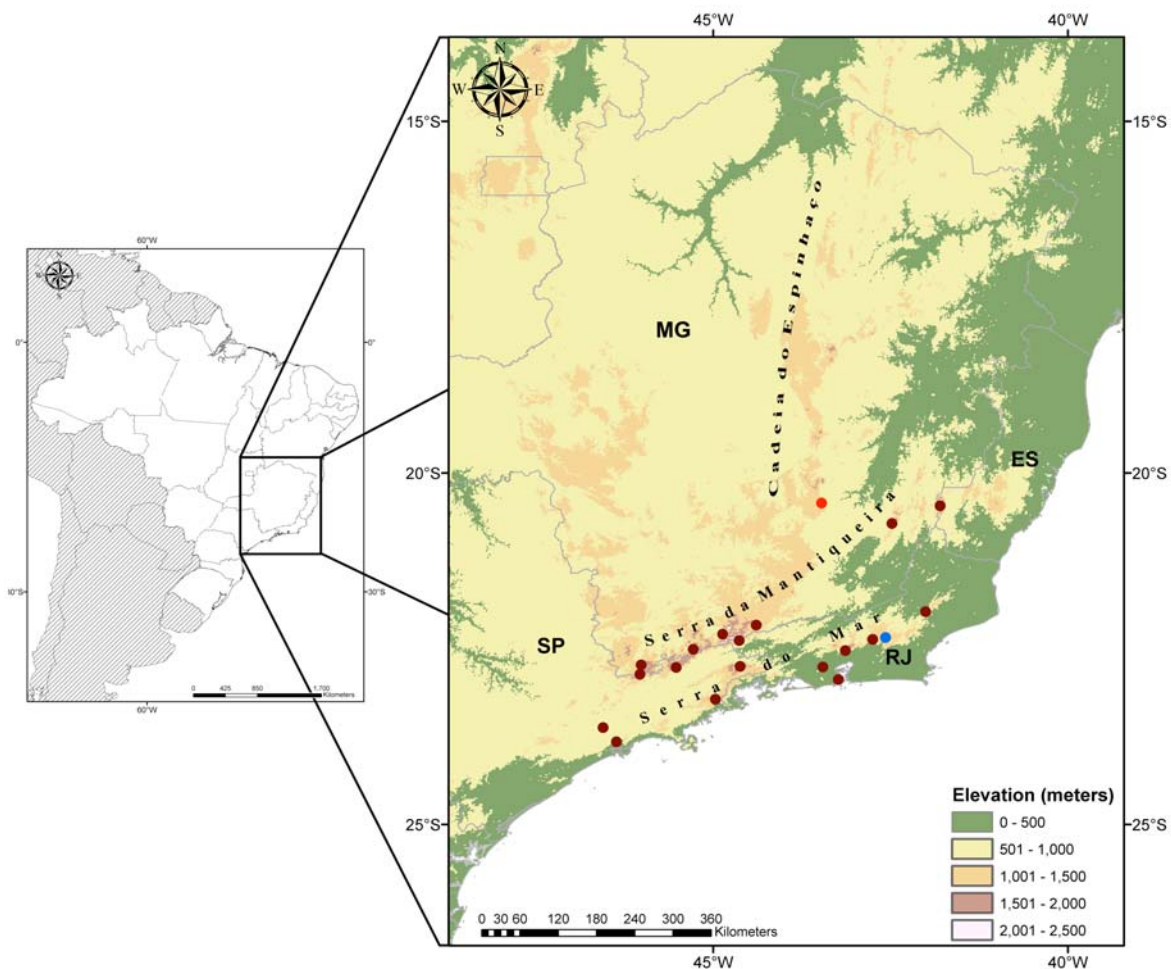 60°W
N
W
E
S
0°
0°
30°S
30°S
0 425 850 1,700
Kilometers
60°W
45°W 40°W
N
W E
S
15°S 15°S
Cadeia do Espinhaço
MG
20°S 20°S
ES
Serra da Mantiqueira
SP
Serra do Mar
RJ
25°S 25°S
Elevation (meters)
0 - 500
501 - 1,000
1,001 - 1,500
1,501 - 2,000
2,001 - 2,500
0 30 60 120 180 240 300 360
Kilometers
45°W 40°W